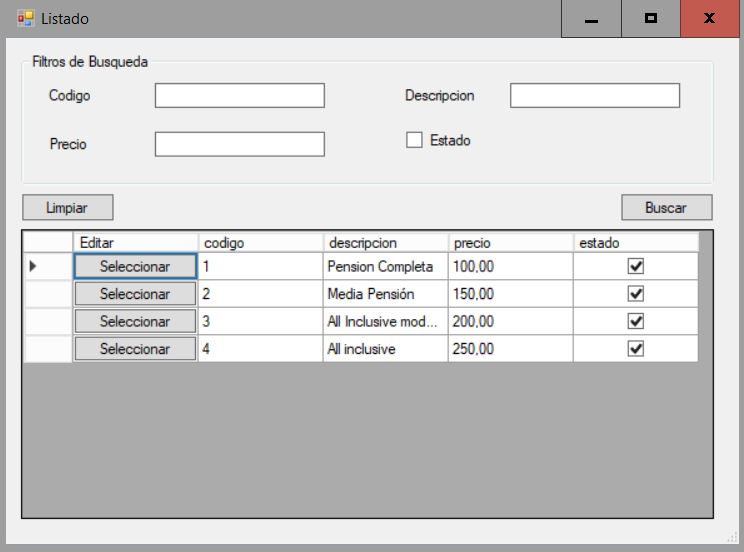 Listado
Filtros de Busqueda
Codigo Descripcion
Precio Estado
Limpiar Buscar
Editar codigo descripcion precio estado
Seleccionar 1 Pension Completa 100,00
Seleccionar 2 Media Pensión 150,00
Seleccionar 3 All Inclusive mod... 200,00
Seleccionar 4 All inclusive 250,00